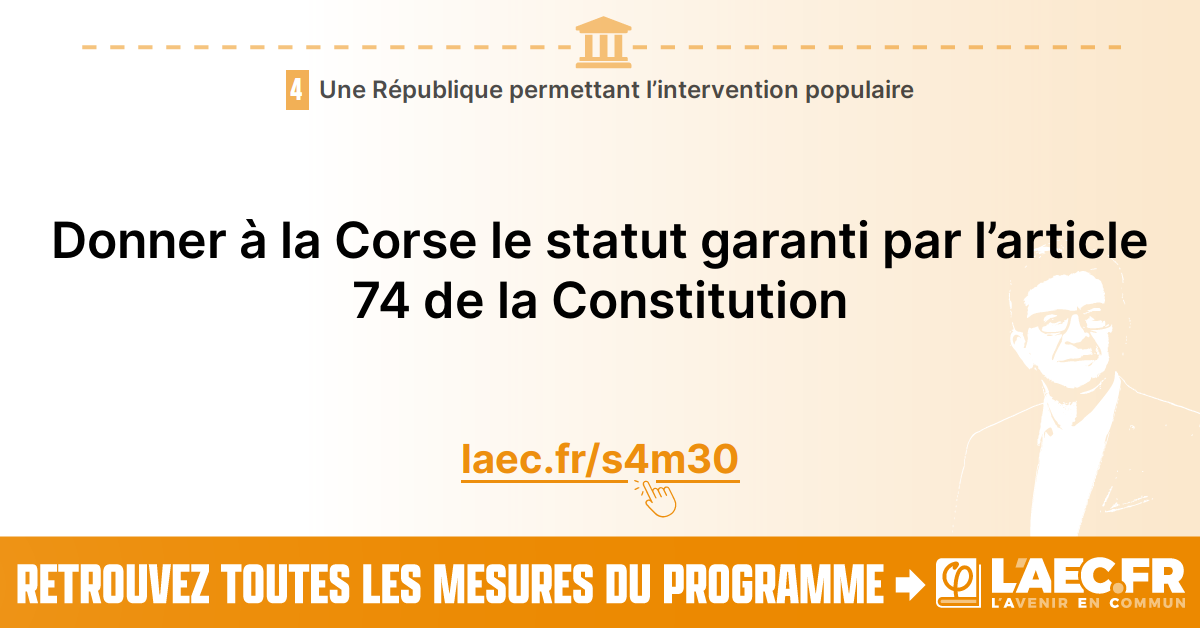 4 Une République permettant l’intervention populaire
Donner à la Corse le statut garanti par l’article
74 de la Constitution
laec.fr/s4m30
RETROUVEZ TOUTES LES MESURES DU PROGRAMME
φ L'AEC.FR
L'AVENIR EN COMMUN